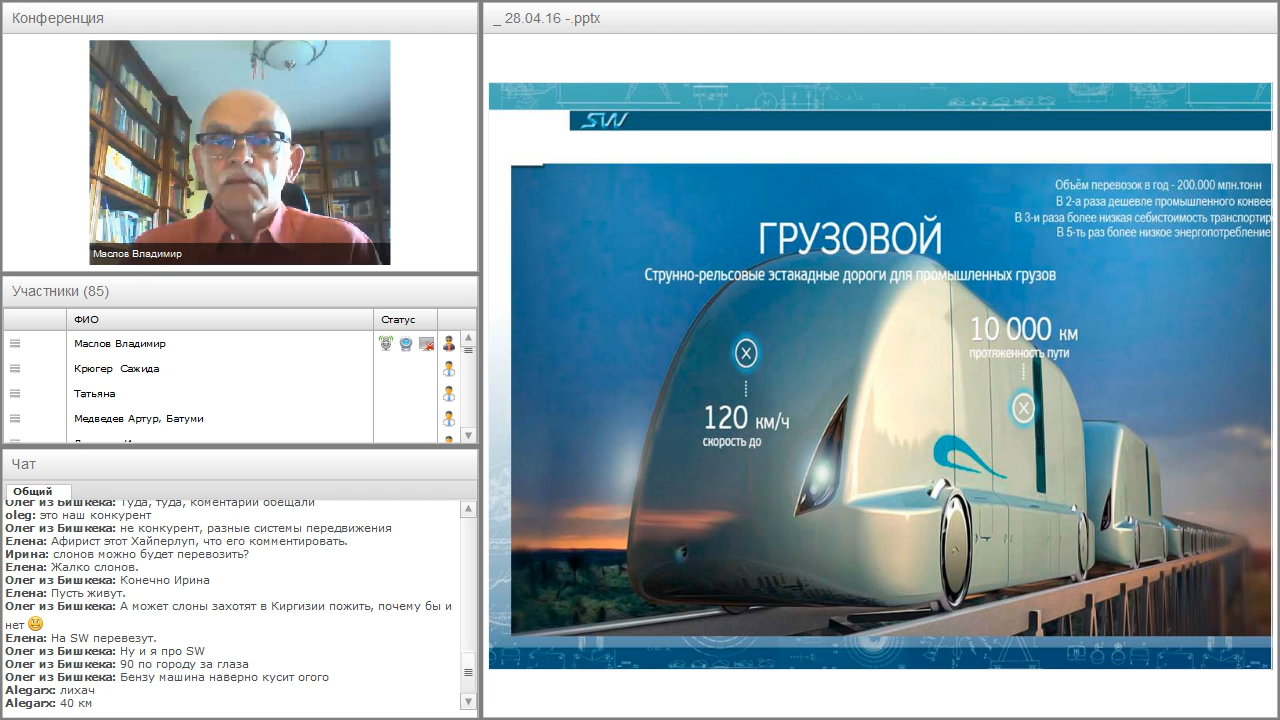 Конференция
Маслов Владимир
Участники (85)
ФИО
Статус
Маслов Владимир
Крюгер Сажида
Татьяна
Медведев Артур, Батуми
Чат
Общий
Олег из Бишкека: Туда, туда, коментарии обещали
oleg: это наш конкурент
Олег из Бишкека: не конкурент, разные системы передвижения
Елена: Афирист этот Хайперлуп, что его комментировать.
Ирина: слонов можно будет перевозить?
Елена: Жалко слонов.
Олег из Бишкека: Конечно Ирина
Елена: Пусть живут.
Олег из Бишкека: А может слоны захотят в Киргизии пожить, почему бы и
нет
Елена: На SW перевезут.
Олег из Бишкека: Ну и я про SW
Олег из Бишкека: 90 по городу за глаза
Олег из Бишкека: Бензу машина наверно кусит огого
Alegarx: лихач
Alegarx: 40 км
_ 28.04.16 -.pptx
SW
Объём перевозок в год - 200.000 млн.тонн
В 2-а раза дешевле промышленного конвее
В 3-и раза более низкая себистоимость транспортир
В 5-ть раз более низкое энергопотребление
ГРУЗОВОЙ
Струнно-рельсовые эстакадные дороги для промышленных грузов
10 000 км
протяженность пути
120 км/ч
скорость до